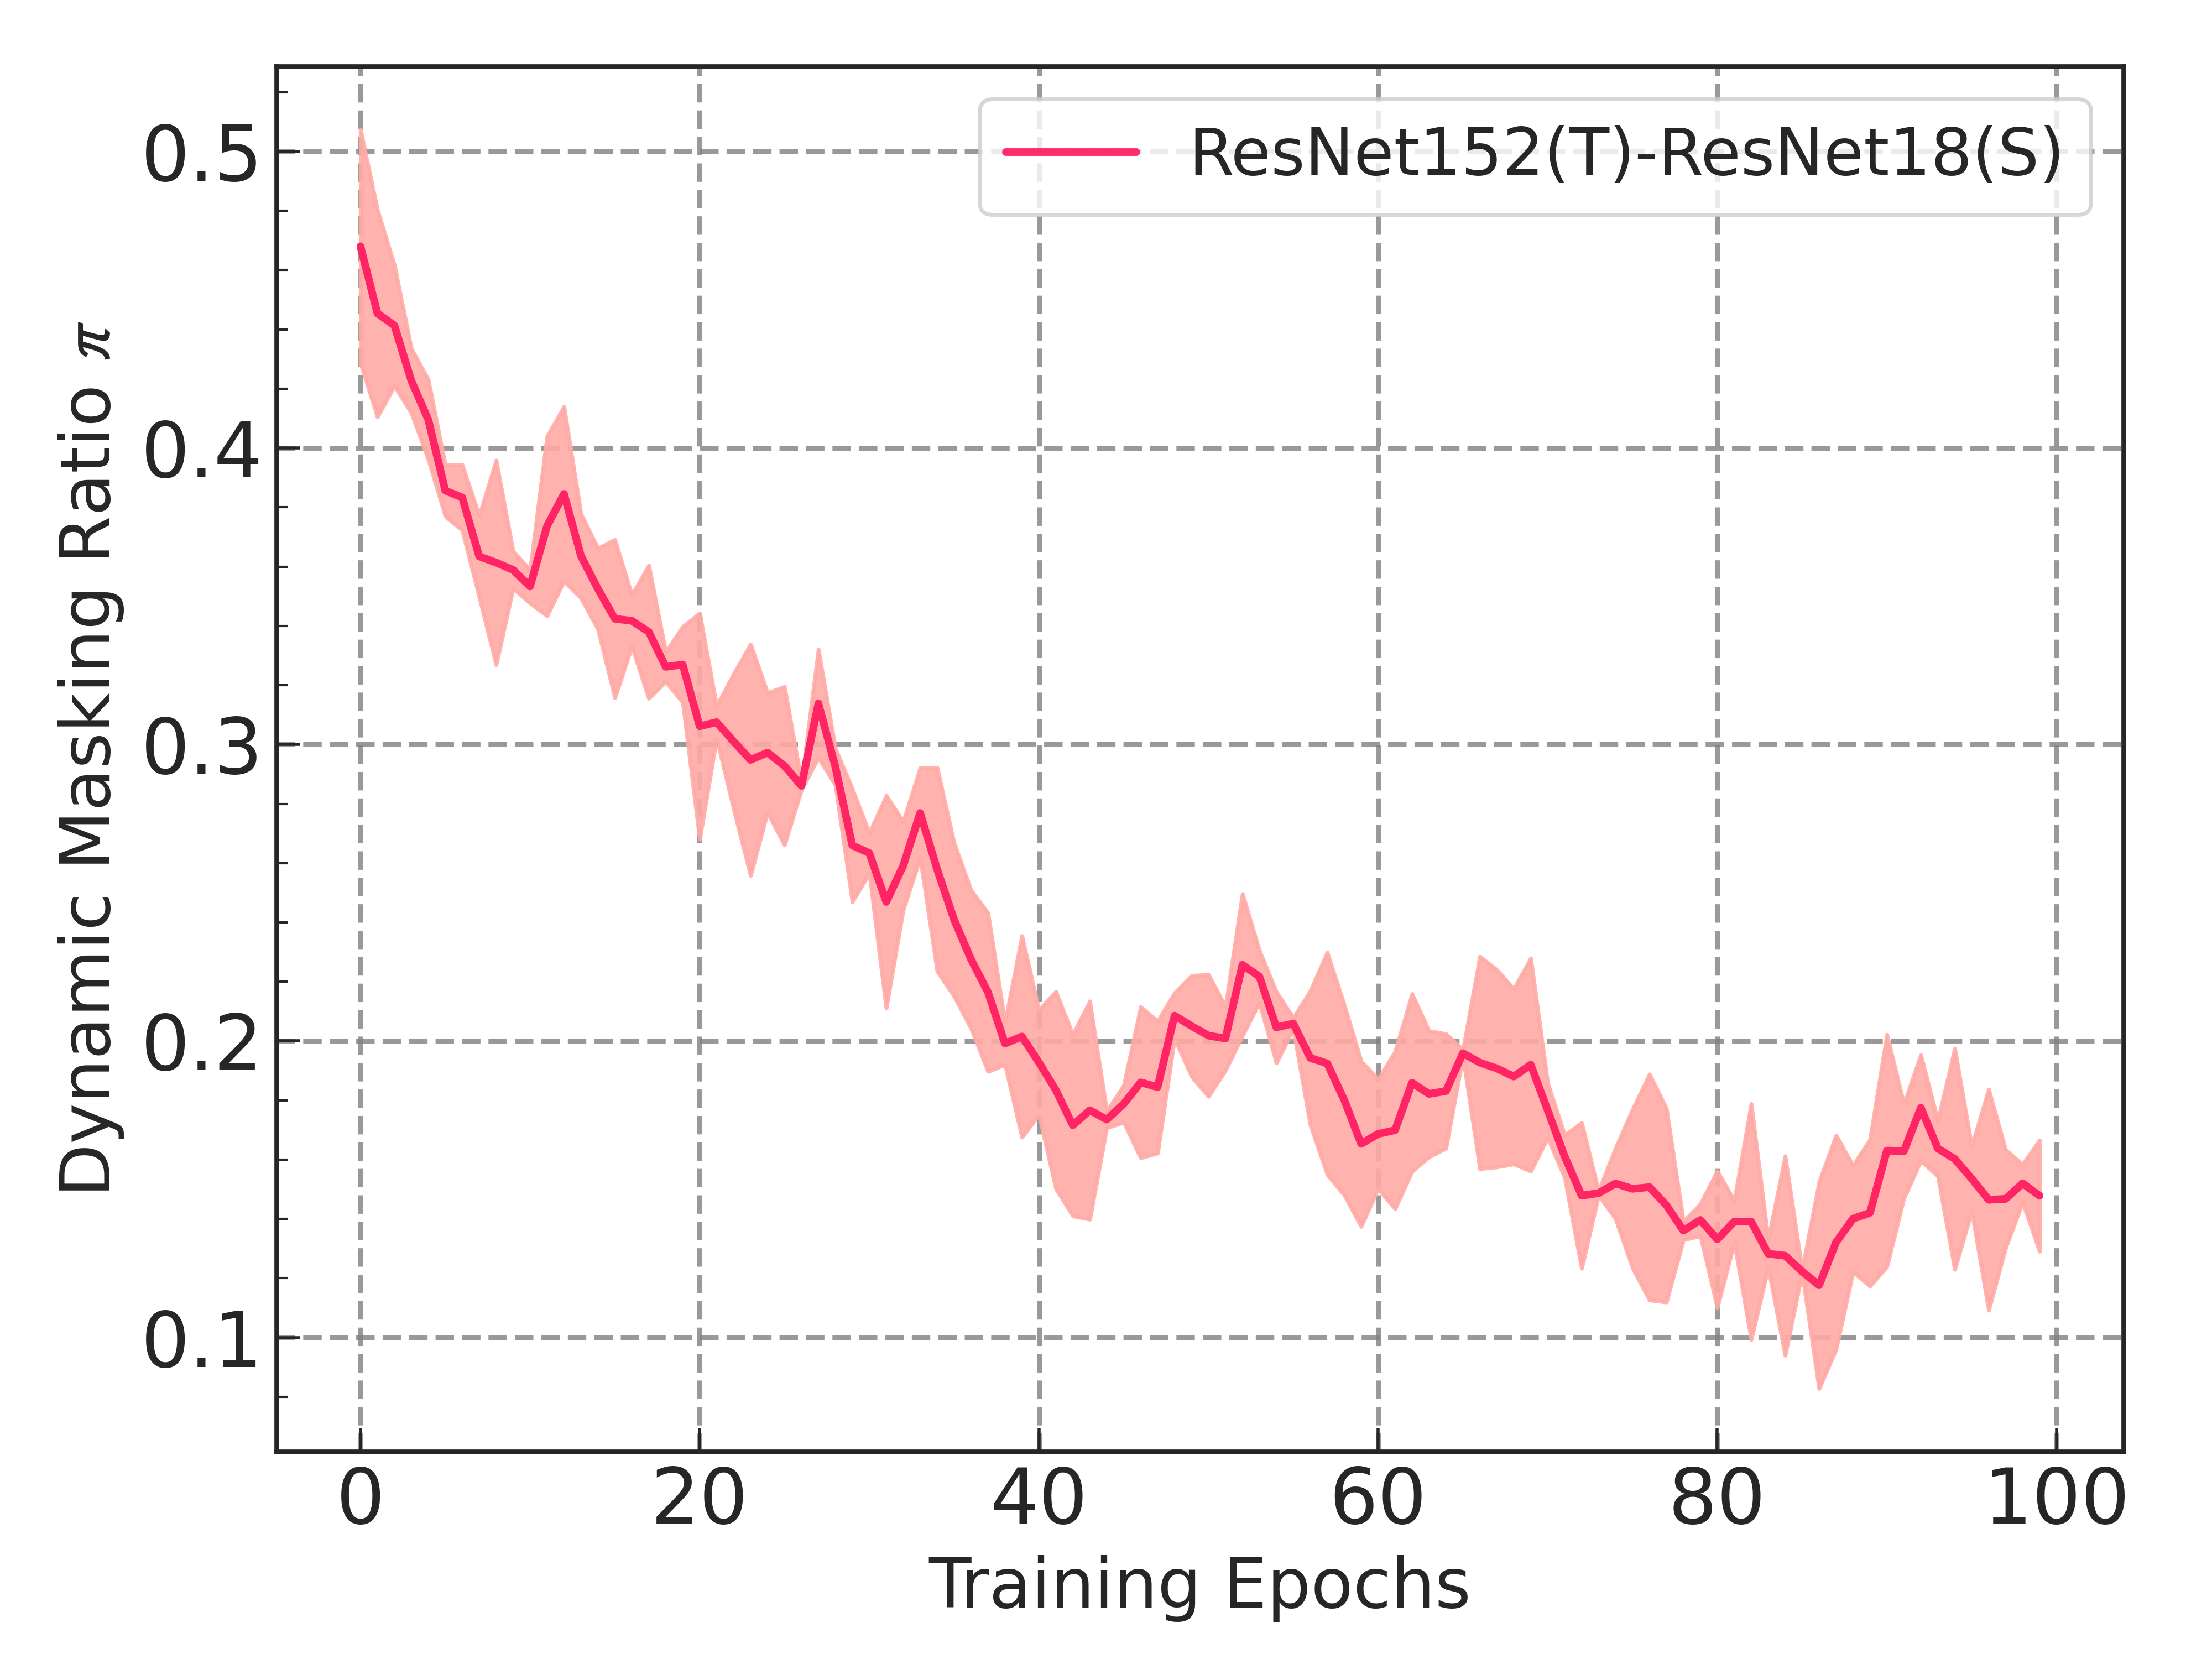 ResNet152(T)-ResNet18(S)
Dynamic Masking Ratio π
0.5
0.4
0.3
0.2
0.1
0 20 40 60 80 100
Training Epochs